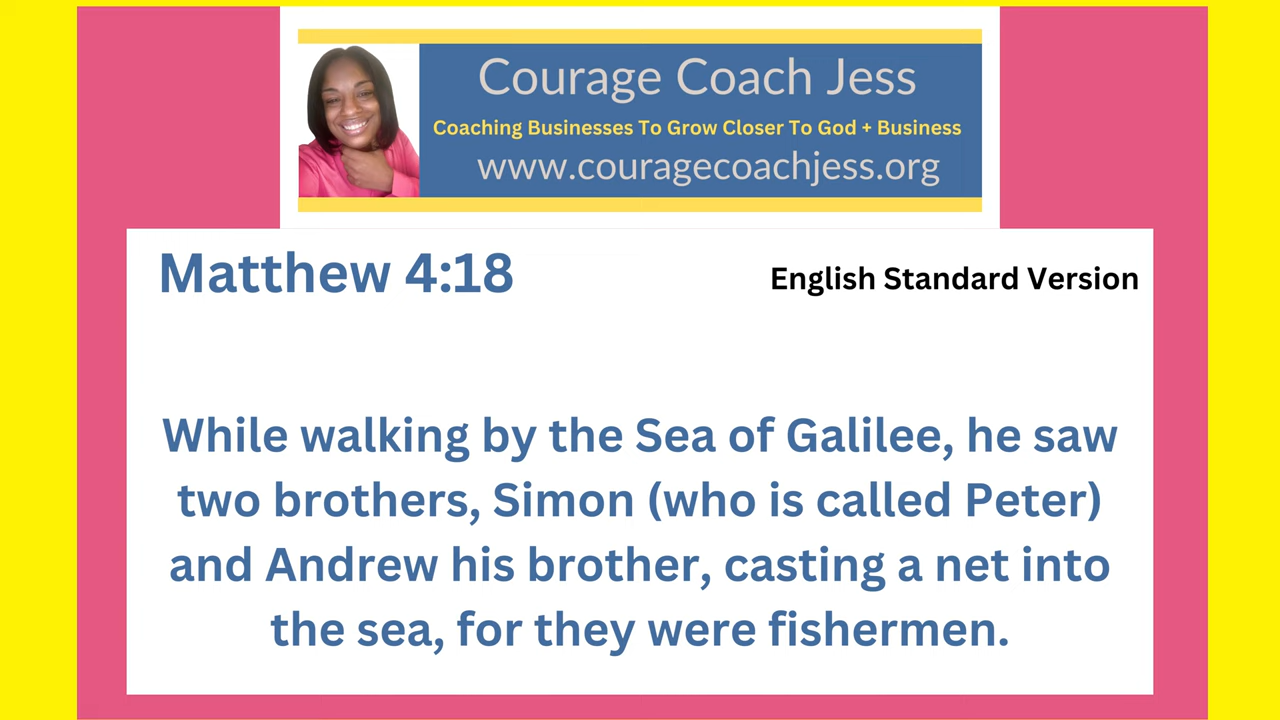 Courage Coach Jess
Coaching Businesses To Grow Closer To God + Business
www.couragecoachjess.org
Matthew 4:18
English Standard Version
While walking by the Sea of Galilee, he saw
two brothers, Simon (who is called Peter)
and Andrew his brother, casting a net into
the sea, for they were fishermen.